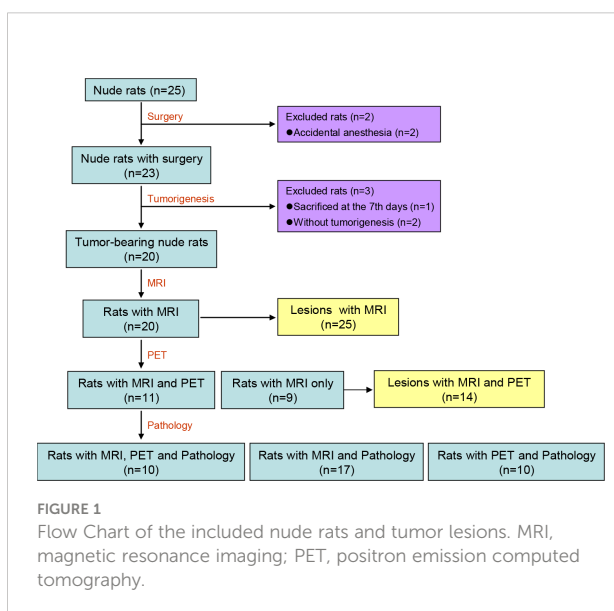 Nude rats (n=25)
Surgery
Excluded rats (n=2)
●Accidental anesthesia (n=2)
Nude rats with surgery
(n=23)
Tumorigenesis
Excluded rats (n=3)
●Sacrificed at the 7th days (n=1)
●Without tumorigenesis (n=2)
Tumor-bearing nude rats
(n=20)
MRI
Rats with MRI
(n=20)
Lesions with MRI
(n=25)
PET
Rats with MRI and PET
(n=11)
Rats with MRI only
(n=9)
Lesions with MRI and PET
(n=14)
Pathology
Rats with MRI, PET and Pathology
(n=10)
Rats with MRI and Pathology
(n=17)
Rats with PET and Pathology
(n=10)
FIGURE 1
Flow Chart of the included nude rats and tumor lesions. MRI,
magnetic resonance imaging; PET, positron emission computed
tomography.